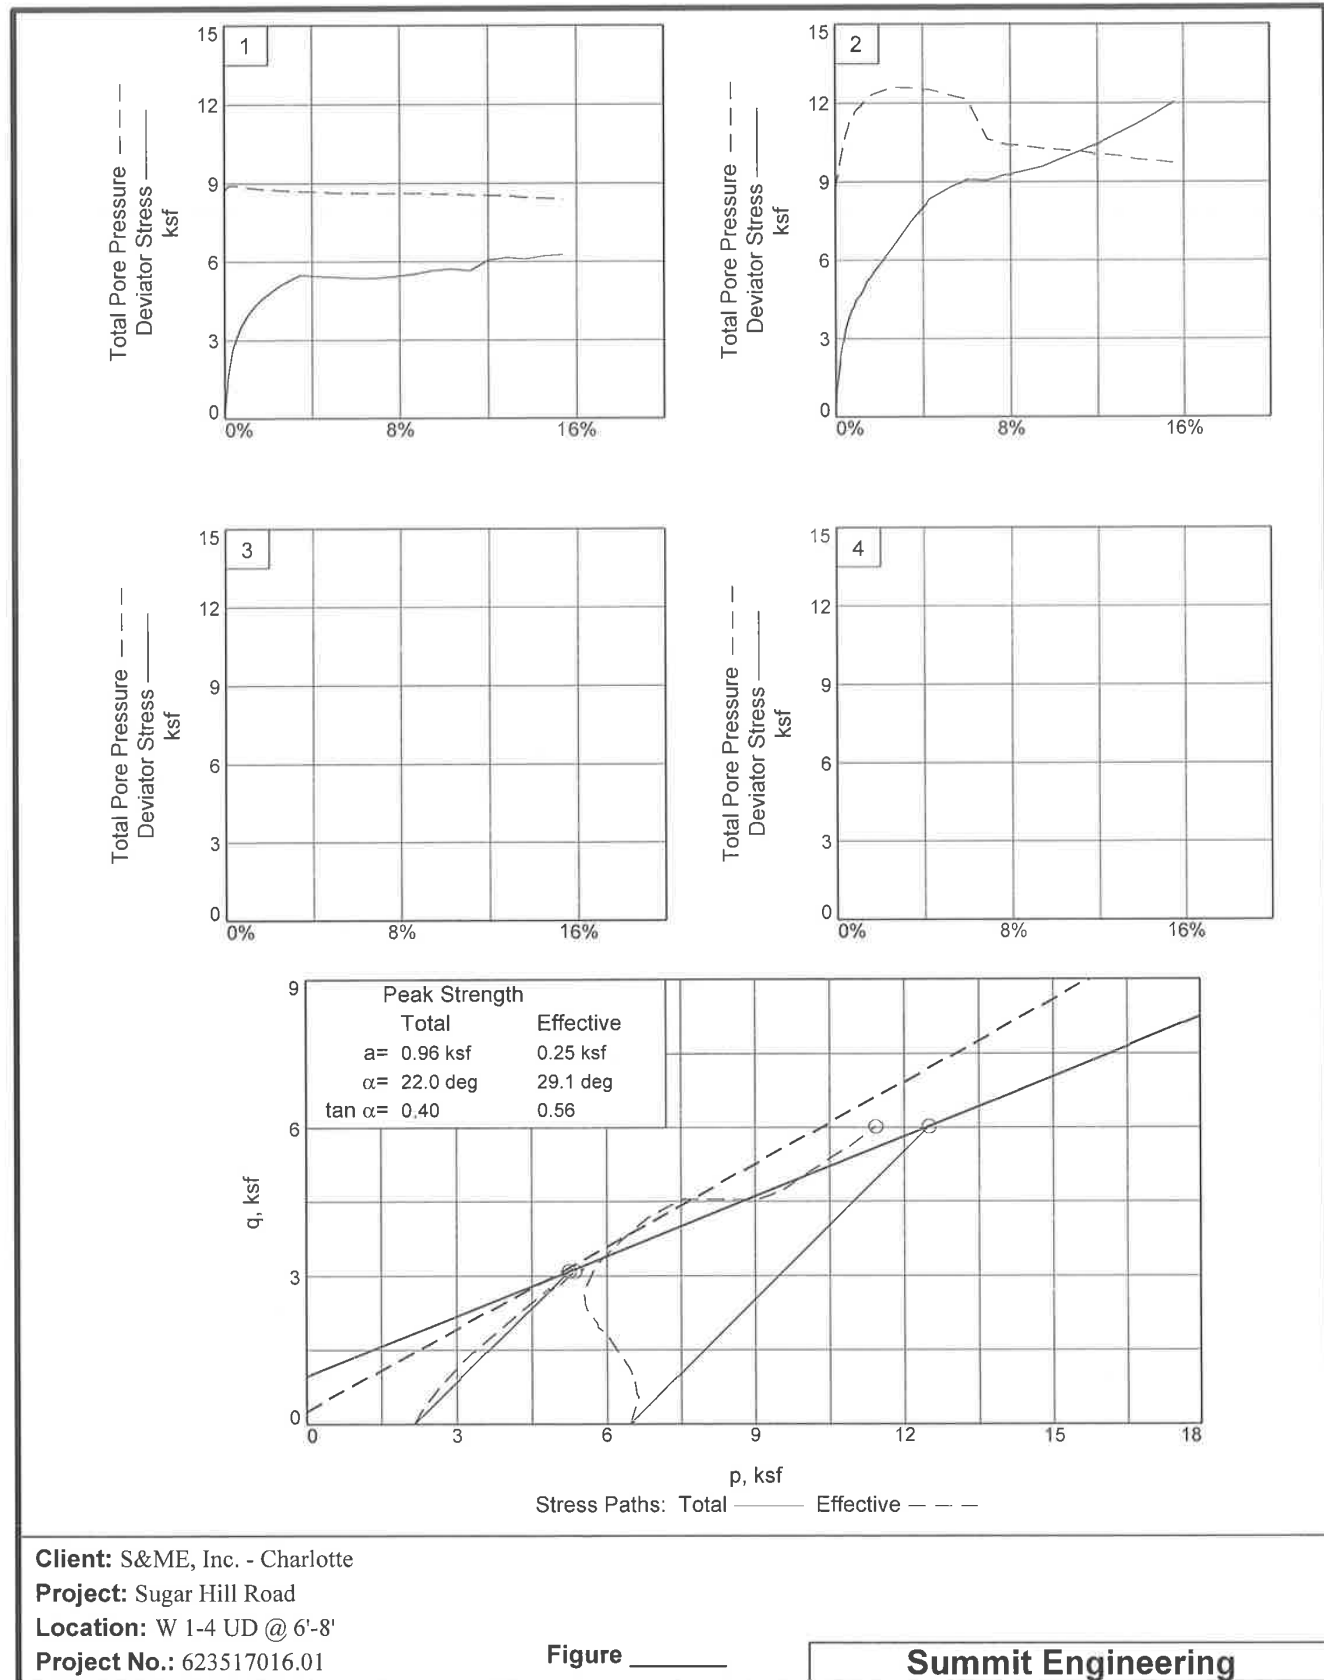 1
15
12
9
6
3
0
0%
8%
16%
Total Pore Pressure
Deviator Stress
ksf
2
15
12
9
6
3
0
0%
8%
16%
Total Pore Pressure
Deviator Stress
ksf
3
15
12
9
6
3
0
0%
8%
16%
Total Pore Pressure
Deviator Stress
ksf
4
15
12
9
6
3
0
0%
8%
16%
Total Pore Pressure
Deviator Stress
ksf
Peak Strength
Total Effective
a= 0.96 ksf 0.25 ksf
α= 22.0 deg 29.1 deg
tan α= 0.40 0.56
9
6
3
0
q, ksf
0 3 6 9 12 15 18
p, ksf
Stress Paths: Total Effective
Client: S&ME, Inc. - Charlotte
Project: Sugar Hill Road
Location: W 1-4 UD @ 6'-8'
Project No.: 623517016.01
Figure
Summit Engineering